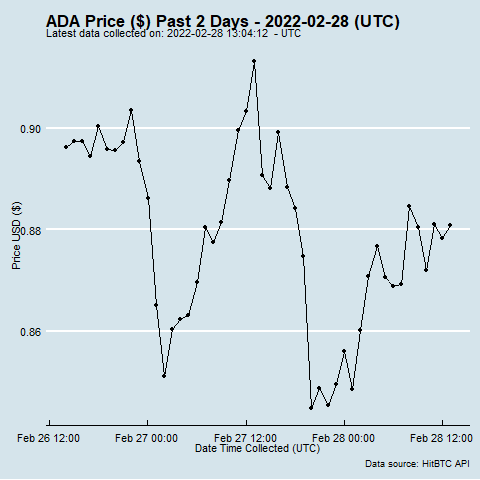 ADA Price ($) Past 2 Days - 2022-02-28 (UTC)
Latest data collected on: 2022-02-28 13:04:12 - UTC
0.90
0.88
0.86
Price USD ($)
Feb 26 12:00 Feb 27 00:00 Feb 27 12:00 Feb 28 00:00 Feb 28 12:00
Date Time Collected (UTC)
Data source: HitBTC API